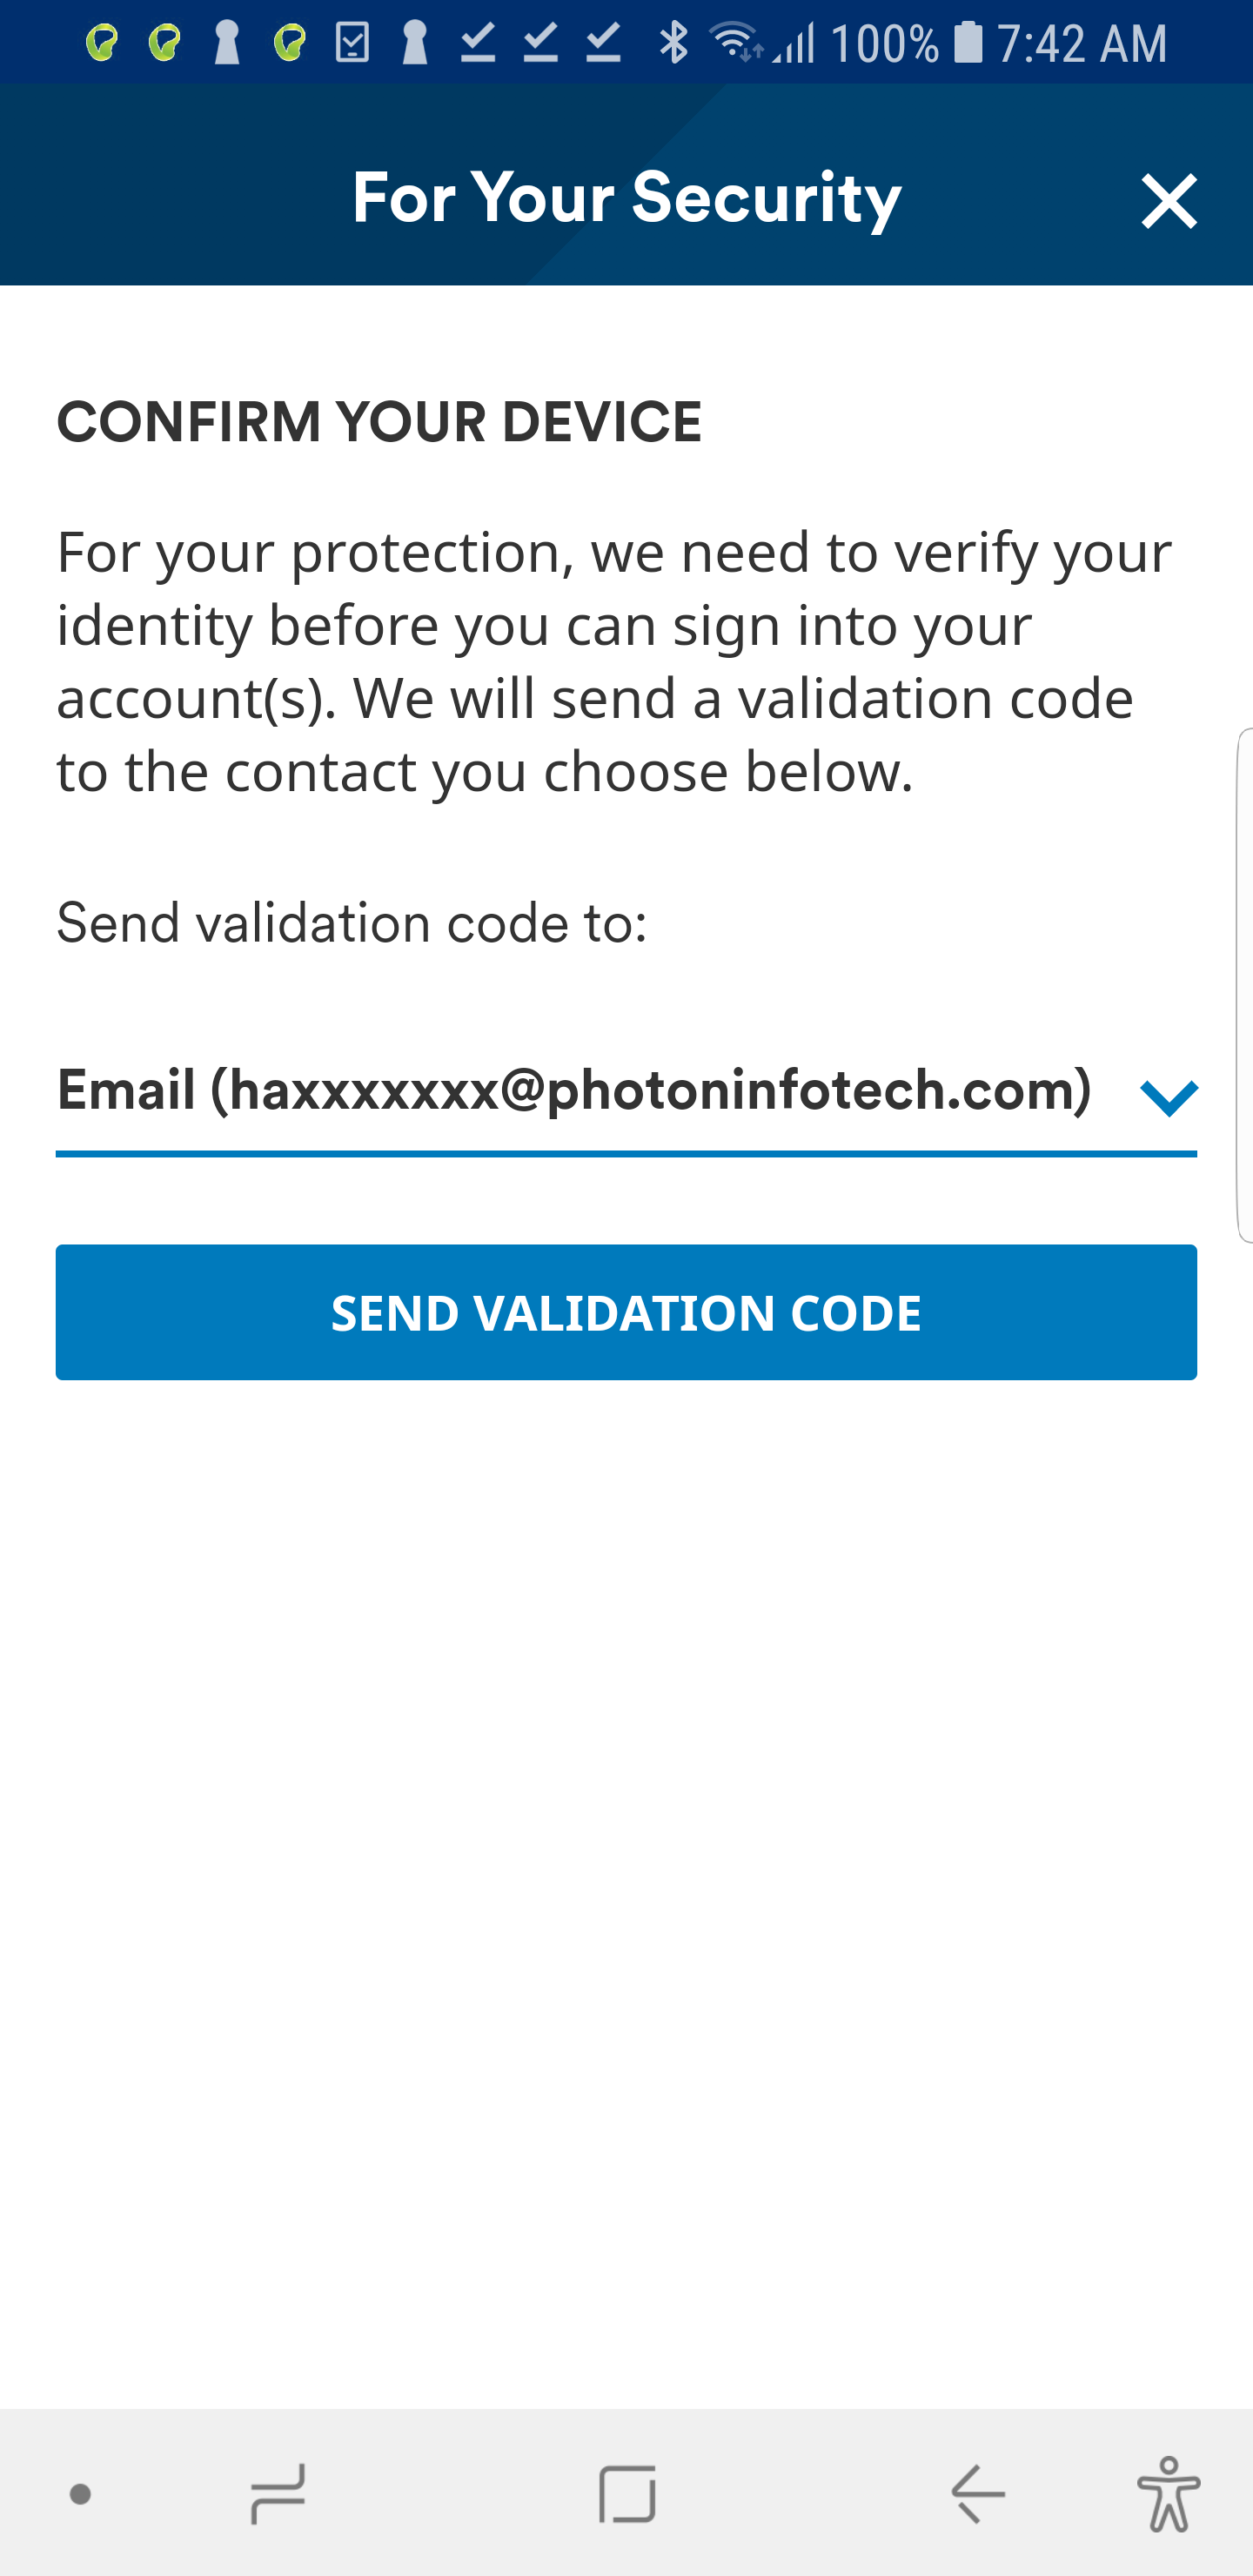 100% 7:42 AM
For Your Security
CONFIRM YOUR DEVICE
For your protection, we need to verify your
identity before you can sign into your
account(s). We will send a validation code
to the contact you choose below.
Send validation code to:
Email (haxxxxxxx@photoninfotech.com)
SEND VALIDATION CODE